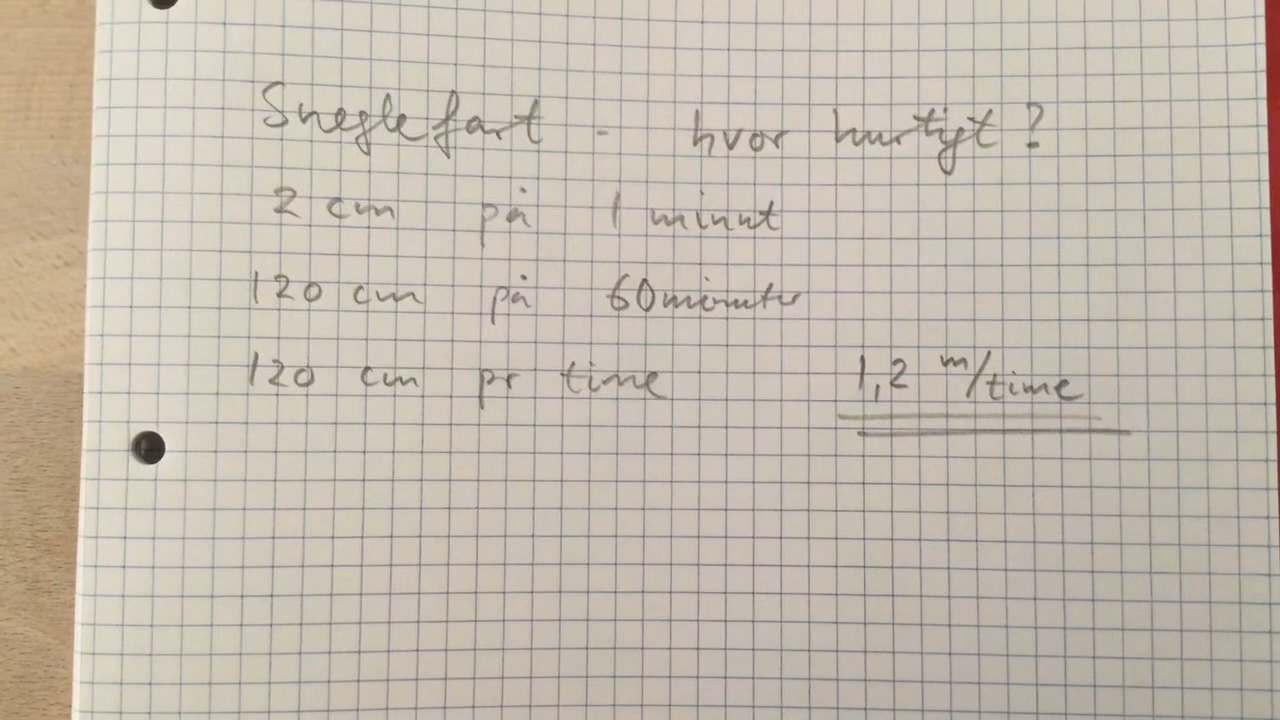 Sneglefart - hvor hurtigt?
2 cm på 1 minut
120 cm på 60 minutter
120 cm pr time 1,2 m/time